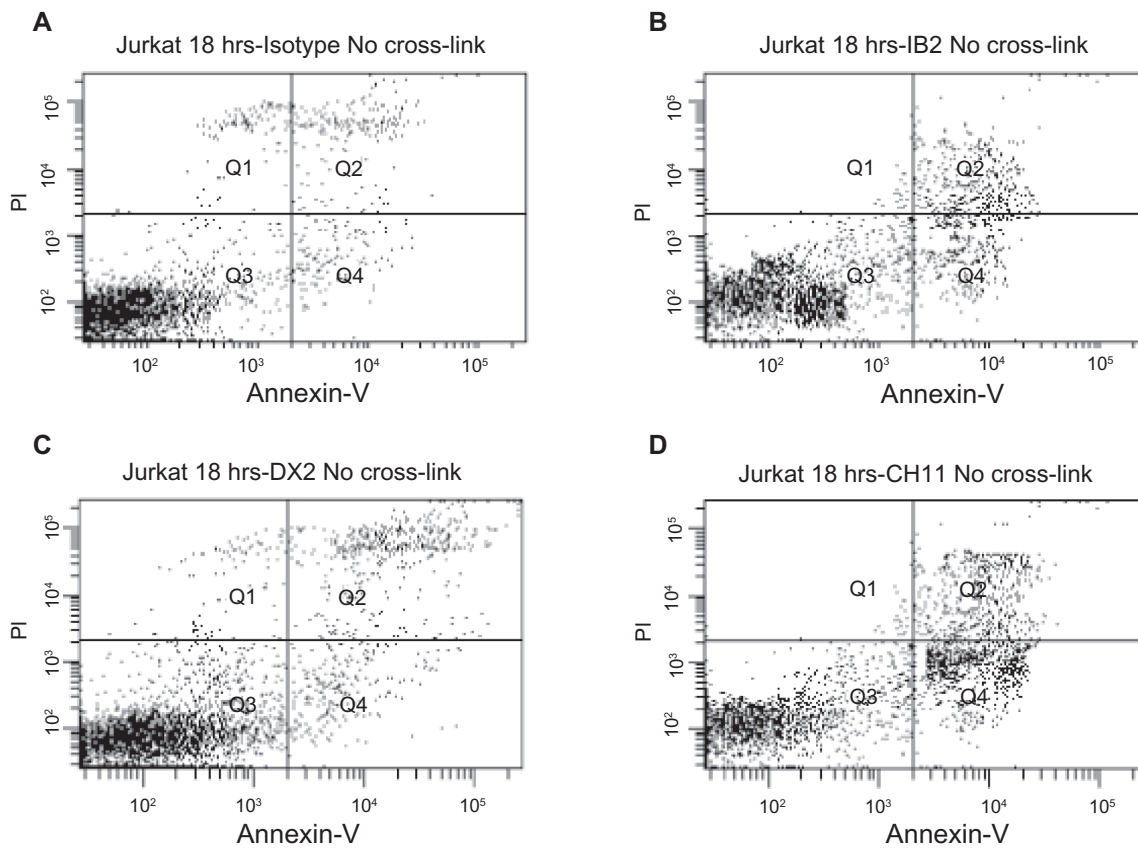 A
Jurkat 18 hrs-Isotype No cross-link
PI
10⁵
10⁴
10³
10²
Q1
Q2
Q3
Q4
10² 10³ 10⁴ 10⁵
Annexin-V
B
Jurkat 18 hrs-IB2 No cross-link
PI
10⁵
10⁴
10³
10²
Q1
Q2
Q3
Q4
10² 10³ 10⁴ 10⁵
Annexin-V
C
Jurkat 18 hrs-DX2 No cross-link
PI
10⁵
10⁴
10³
10²
Q1
Q2
Q3
Q4
10² 10³ 10⁴ 10⁵
Annexin-V
D
Jurkat 18 hrs-CH11 No cross-link
PI
10⁵
10⁴
10³
10²
Q1
Q2
Q3
Q4
10² 10³ 10⁴ 10⁵
Annexin-V